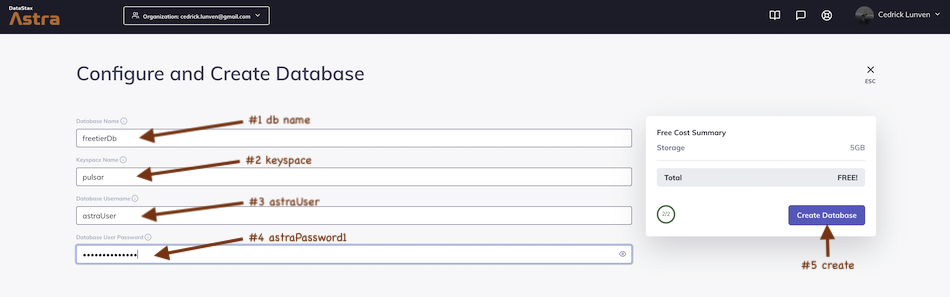 DataStax
Astra
Organization: cedrick.lunven@gmail.com
Cedrick Lunven
Configure and Create Database
ESC
Database Name
#1 db name
freetierDb
Keyspace Name
#2 keyspace
pulsar
Database Username
#3 astraUser
astraUser
Database User Password
#4 astraPassword1
••••••••••••••
Free Cost Summary
Storage 5GB
Total FREE!
2/2
Create Database
#5 create